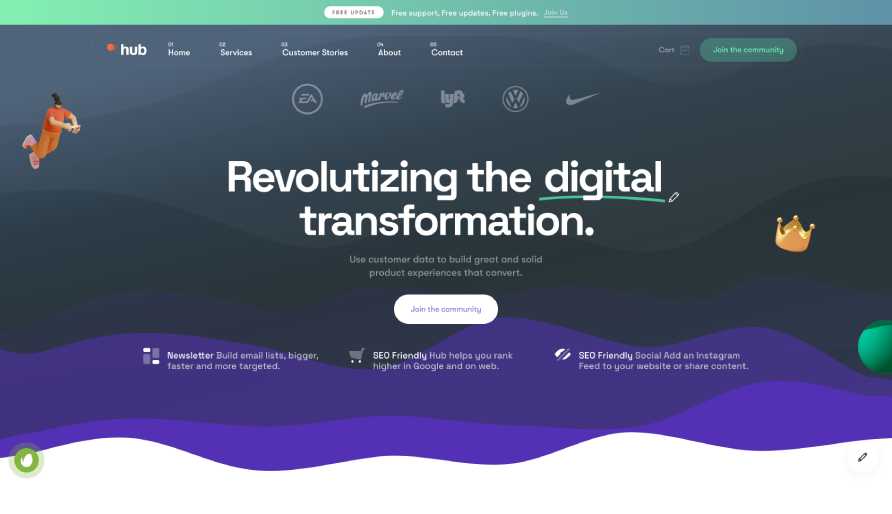 FREE UPDATE Free support. Free updates. Free plugins. Join Us
hub
01 Home
02 Services
03 Customer Stories
04 About
05 Contact
Cart
Join the community
EA MARVEL lyft VW
Revolutizing the digital
transformation.
Use customer data to build great and solid
product experiences that convert.
Join the community
Newsletter Build email lists, bigger,
faster and more targeted.
SEO Friendly Hub helps you rank
higher in Google and on web.
SEO Friendly Social Add an Instagram
Feed to your website or share content.